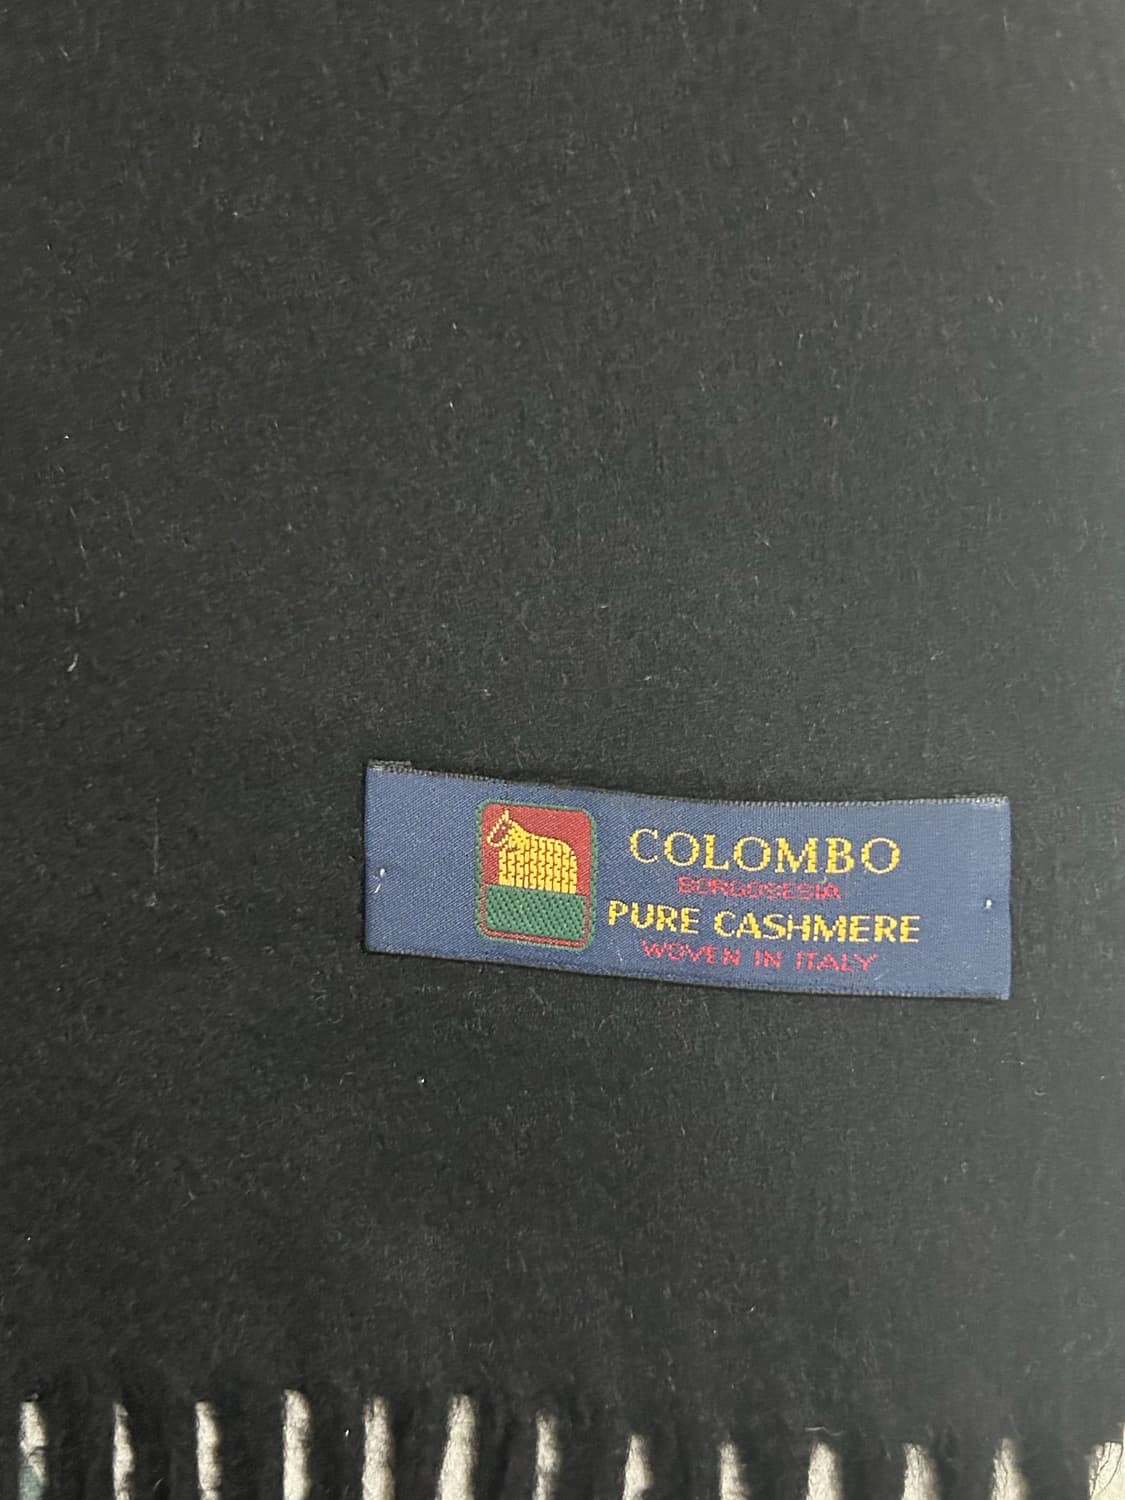 COLOMBO
BORGOSESIA
PURE CASHMERE
WOVEN IN ITALY